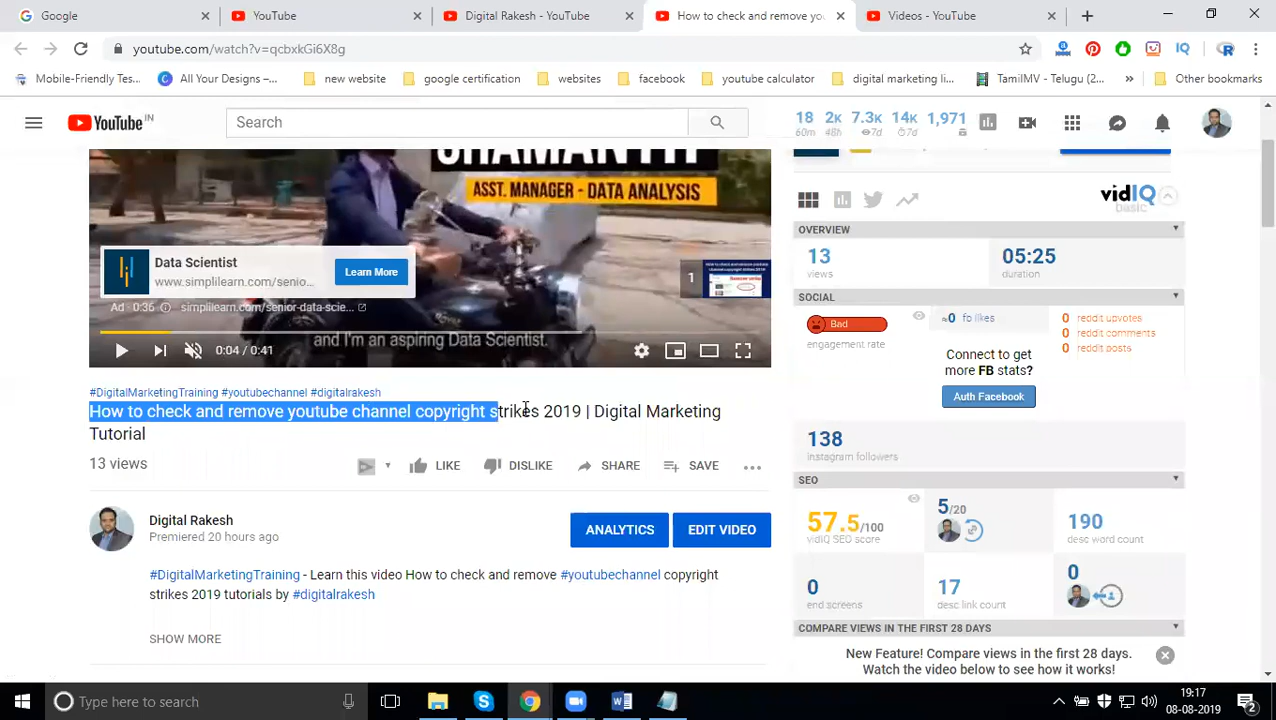 Google
YouTube
Digital Rakesh - YouTube
How to check and remove yo
Videos - YouTube
youtube.com/watch?v=qcbxkGi6X8g
Mobile-Friendly Tes...
All Your Designs –...
new website
google certification
websites
facebook
youtube calculator
digital marketing li...
TamilMV - Telugu (2...
Other bookmarks
YouTube IN
Search
18 2K 7.3K 14K 1,971
60m 48h 7d 7d
ASST. MANAGER - DATA ANALYSIS
Data Scientist
www.simplilearn.com/senio...
Learn More
Ad · 0:36 simplilearn.com/senior-data-scie...
1
and I'm an aspiring Data Scientist.
0:04 / 0:41
#DigitalMarketingTraining #youtubechannel #digitalrakesh
How to check and remove youtube channel copyright strikes 2019 | Digital Marketing
Tutorial
13 views
LIKE DISLIKE SHARE SAVE
Digital Rakesh
Premiered 20 hours ago
ANALYTICS
EDIT VIDEO
#DigitalMarketingTraining - Learn this video How to check and remove #youtubechannel copyright
strikes 2019 tutorials by #digitalrakesh
SHOW MORE
vidIQ
basic
OVERVIEW
13
views
05:25
duration
SOCIAL
Bad
engagement rate
0 fb likes
0 reddit upvotes
0 reddit comments
0 reddit posts
Connect to get
more FB stats?
Auth Facebook
138
instagram followers
SEO
57.5/100
vidIQ SEO score
5/20
190
desc word count
0
end screens
17
desc link count
0
COMPARE VIEWS IN THE FIRST 28 DAYS
New Feature! Compare views in the first 28 days.
Watch the video below to see how it works!
Type here to search
19:17
08-08-2019
2